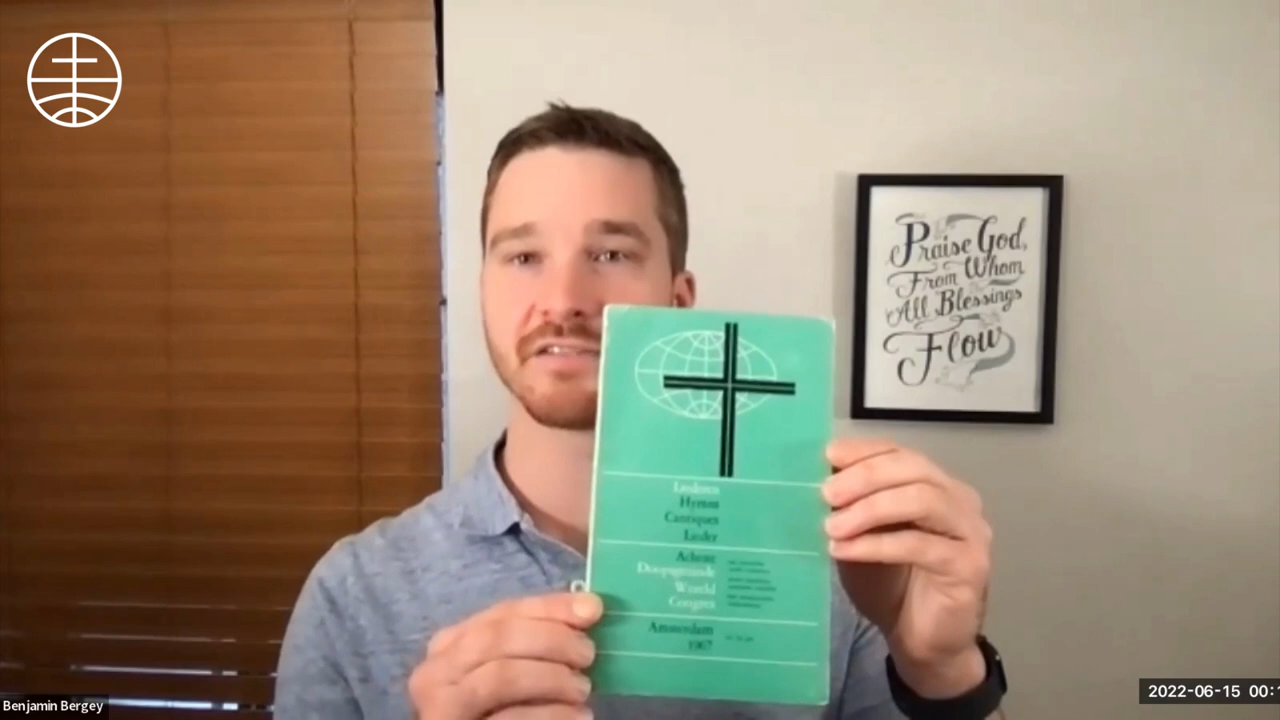 Praise God,
From Whom
All Blessings
Flow
Liederen
Hymns
Cantiques
Lieder
Achtste
Doopsgezinde
Wereld
Congres
Amsterdam
1967
Benjamin Bergey
2022-06-15 00: